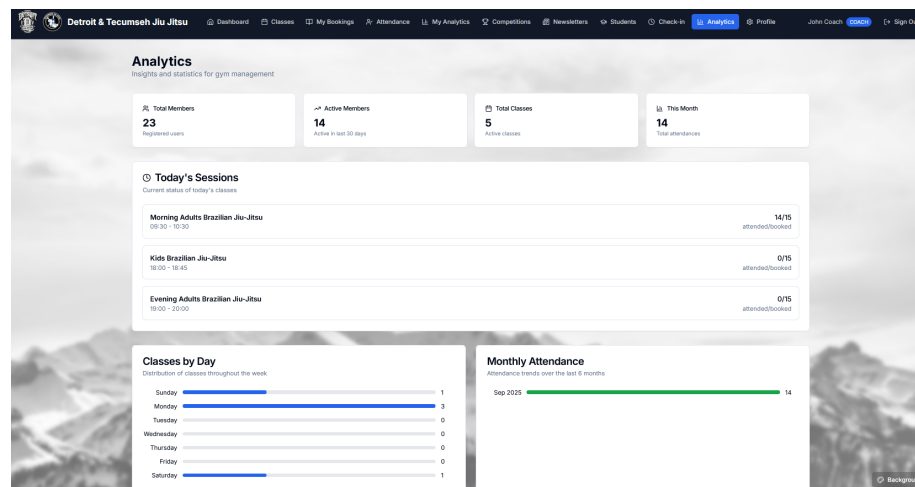 Detroit & Tecumseh Jiu Jitsu Dashboard Classes My Bookings Attendance My Analytics Competitions Newsletters Students Check-in Analytics Profile John Coach COACH Sign Ou
Analytics
Insights and statistics for gym management
Total Members
23
Registered users
Active Members
14
Active in last 30 days
Total Classes
5
Active classes
This Month
14
Total attendances
Today's Sessions
Current status of today's classes
Morning Adults Brazilian Jiu-Jitsu 14/15
09:30 - 10:30 attended/booked
Kids Brazilian Jiu-Jitsu 0/15
18:00 - 18:45 attended/booked
Evening Adults Brazilian Jiu-Jitsu 0/15
19:00 - 20:00 attended/booked
Classes by Day
Distribution of classes throughout the week
Sunday 1
Monday 3
Tuesday 0
Wednesday 0
Thursday 0
Friday 0
Saturday 1
Monthly Attendance
Attendance trends over the last 6 months
Sep 2025 14
Backgrou